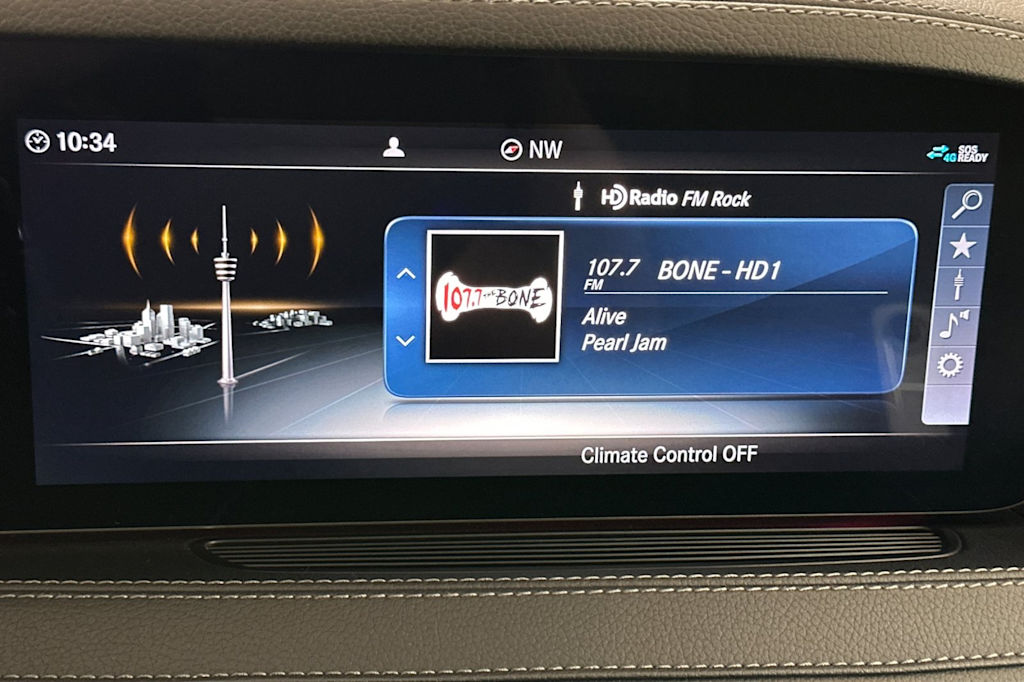 10:34
NW
4G SOS READY
HD Radio FM Rock
107.7 THE BONE
107.7 FM BONE - HD1
Alive
Pearl Jam
Climate Control OFF